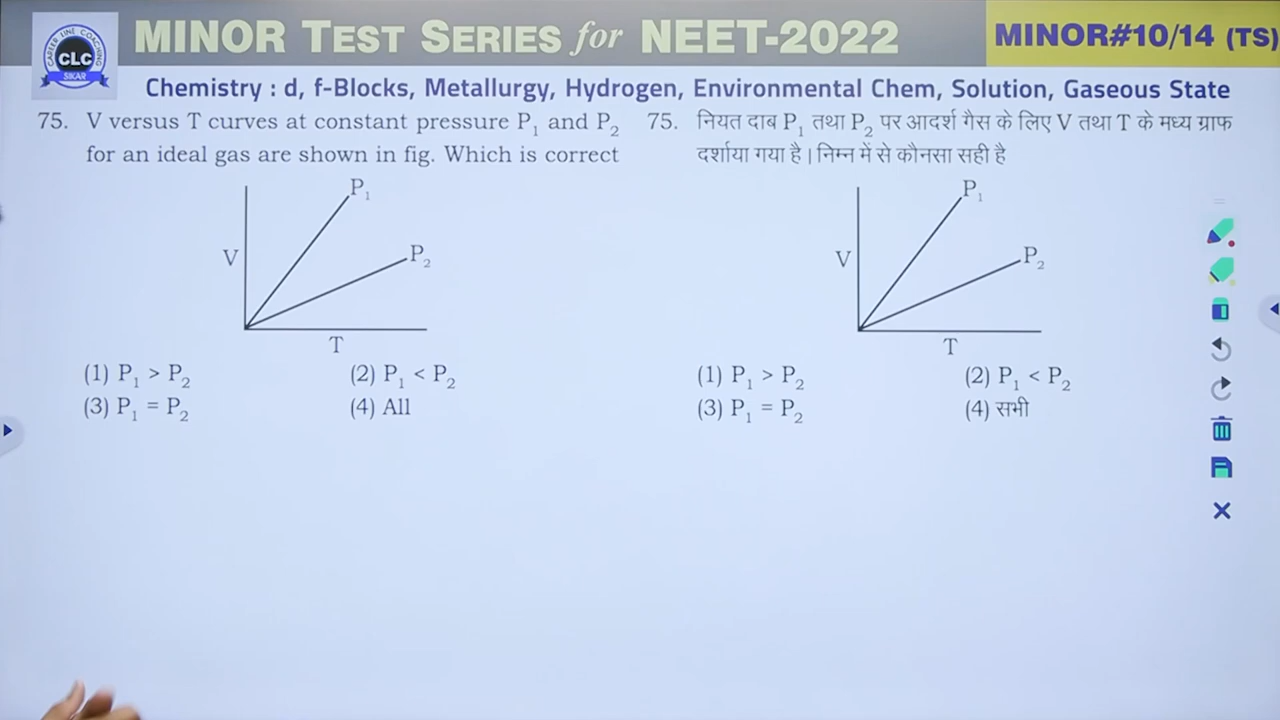 CAREER LINE COACHING
CLC
SIKAR
MINOR TEST SERIES for NEET-2022
MINOR#10/14 (TS)
Chemistry : d, f-Blocks, Metallurgy, Hydrogen, Environmental Chem, Solution, Gaseous State
75. V versus T curves at constant pressure P₁ and P₂
for an ideal gas are shown in fig. Which is correct
P₁
V
P₂
T
(1) P₁ > P₂ (2) P₁ < P₂
(3) P₁ = P₂ (4) All
75. नियत दाब P₁ तथा P₂ पर आदर्श गैस के लिए V तथा T के मध्य ग्राफ
दर्शाया गया है। निम्न में से कौनसा सही है
P₁
V
P₂
T
(1) P₁ > P₂ (2) P₁ < P₂
(3) P₁ = P₂ (4) सभी